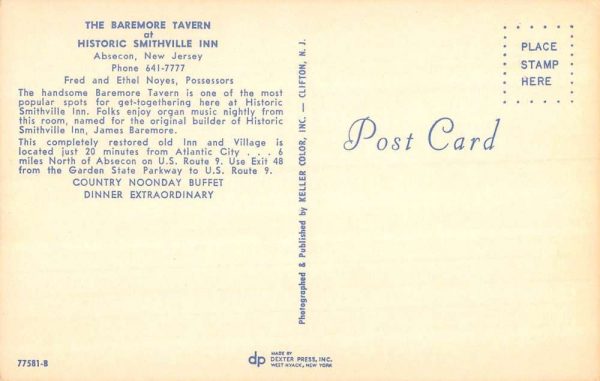 THE BAREMORE TAVERN
at
HISTORIC SMITHVILLE INN
Absecon, New Jersey
Phone 641-7777
Fred and Ethel Noyes, Possessors
The handsome Baremore Tavern is one of the most
popular spots for get-togethering here at Historic
Smithville Inn. Folks enjoy organ music nightly from
this room, named for the original builder of Historic
Smithville Inn, James Baremore.
This completely restored old Inn and Village is
located just 20 minutes from Atlantic City . . . 6
miles North of Absecon on U.S. Route 9. Use Exit 48
from the Garden State Parkway to U.S. Route 9.
COUNTRY NOONDAY BUFFET
DINNER EXTRAORDINARY
77581-B
Photographed & Published by KELLER COLOR, INC. — CLIFTON, N. J.
dp
MADE BY
DEXTER PRESS, INC.
WEST NYACK, NEW YORK
Post Card
PLACE
STAMP
HERE